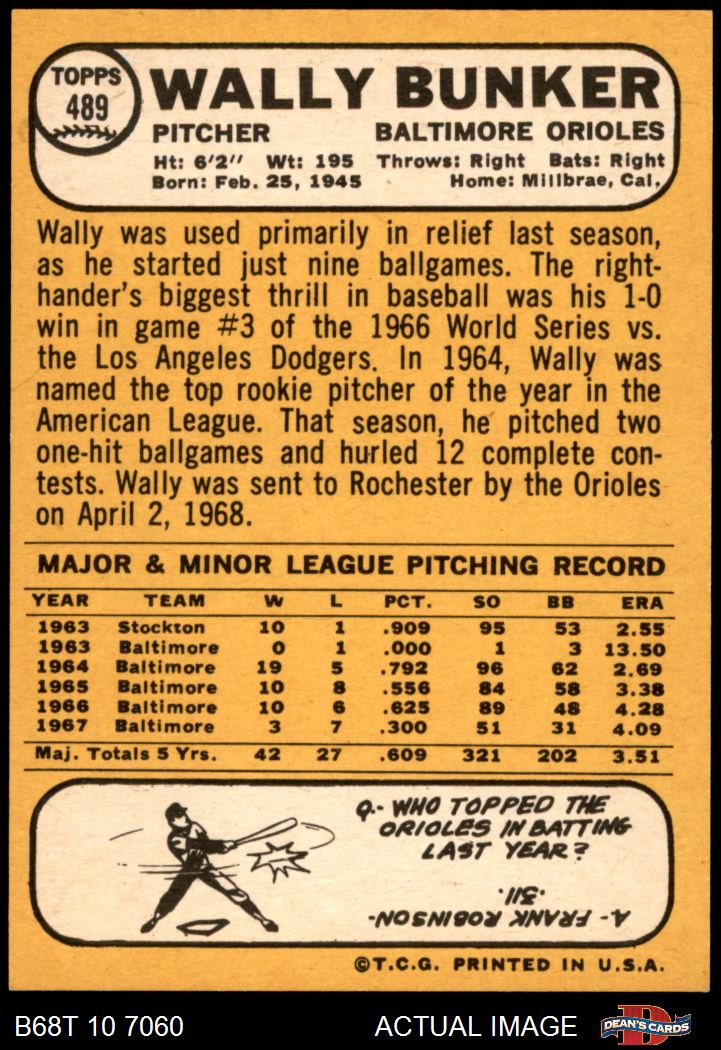 TOPPS
489
WALLY BUNKER
PITCHER BALTIMORE ORIOLES
Ht: 6'2" Wt: 195 Throws: Right Bats: Right
Born: Feb. 25, 1945 Home: Millbrae, Cal.
Wally was used primarily in relief last season,
as he started just nine ballgames. The right-
hander's biggest thrill in baseball was his 1-0
win in game #3 of the 1966 World Series vs.
the Los Angeles Dodgers. In 1964, Wally was
named the top rookie pitcher of the year in the
American League. That season, he pitched two
one-hit ballgames and hurled 12 complete con-
tests. Wally was sent to Rochester by the Orioles
on April 2, 1968.
MAJOR & MINOR LEAGUE PITCHING RECORD
YEAR TEAM W L PCT. SO BB ERA
1963 Stockton 10 1 .909 95 53 2.55
1963 Baltimore 0 1 .000 1 3 13.50
1964 Baltimore 19 5 .792 96 62 2.69
1965 Baltimore 10 8 .556 84 58 3.38
1966 Baltimore 10 6 .625 89 48 4.28
1967 Baltimore 3 7 .300 51 31 4.09
Maj. Totals 5 Yrs. 42 27 .609 321 202 3.51
Q.- WHO TOPPED THE
ORIOLES IN BATTING
LAST YEAR?
A.- FRANK ROBINSON-
.311.
©T.C.G. PRINTED IN U.S.A.
B68T 10 7060 ACTUAL IMAGE
D
DEAN'S CARDS